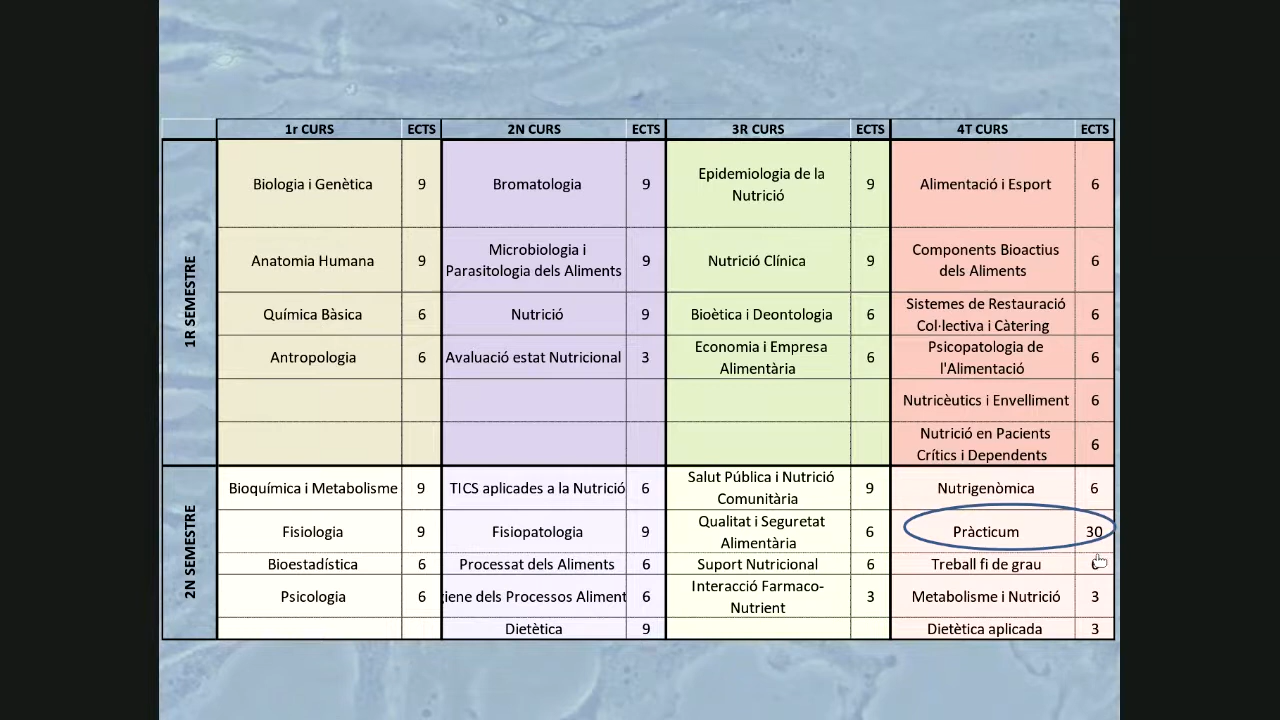 1r CURS ECTS 2N CURS ECTS 3R CURS ECTS 4T CURS ECTS
1R SEMESTRE
Biologia i Genètica 9 Bromatologia 9 Epidemiologia de la
Nutrició 9 Alimentació i Esport 6
Anatomia Humana 9 Microbiologia i
Parasitologia dels Aliments 9 Nutrició Clínica 9 Components Bioactius
dels Aliments 6
Química Bàsica 6 Nutrició 9 Bioètica i Deontologia 6 Sistemes de Restauració
Col·lectiva i Càtering 6
Antropologia 6 Avaluació estat Nutricional 3 Economia i Empresa
Alimentària 6 Psicopatologia de
l'Alimentació 6
Nutricèutics i Envelliment 6
Nutrició en Pacients
Crítics i Dependents 6
2N SEMESTRE
Bioquímica i Metabolisme 9 TICS aplicades a la Nutrició 6 Salut Pública i Nutrició
Comunitària 9 Nutrigenòmica 6
Fisiologia 9 Fisiopatologia 9 Qualitat i Seguretat
Alimentària 6 Pràcticum 30
Bioestadística 6 Processat dels Aliments 6 Suport Nutricional 6 Treball fi de grau
Psicologia 6 giene dels Processos Aliment 6 Interacció Farmaco-
Nutrient 3 Metabolisme i Nutrició 3
Dietètica 9 Dietètica aplicada 3